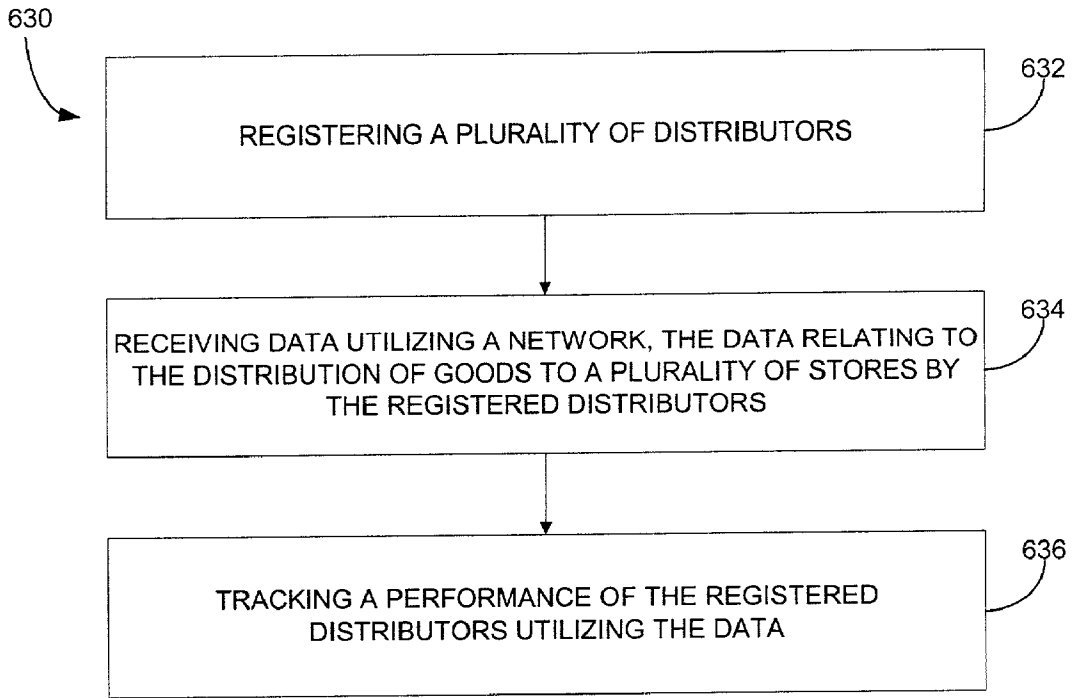 630
632
REGISTERING A PLURALITY OF DISTRIBUTORS
634
RECEIVING DATA UTILIZING A NETWORK, THE DATA RELATING TO
THE DISTRIBUTION OF GOODS TO A PLURALITY OF STORES BY
THE REGISTERED DISTRIBUTORS
636
TRACKING A PERFORMANCE OF THE REGISTERED
DISTRIBUTORS UTILIZING THE DATA